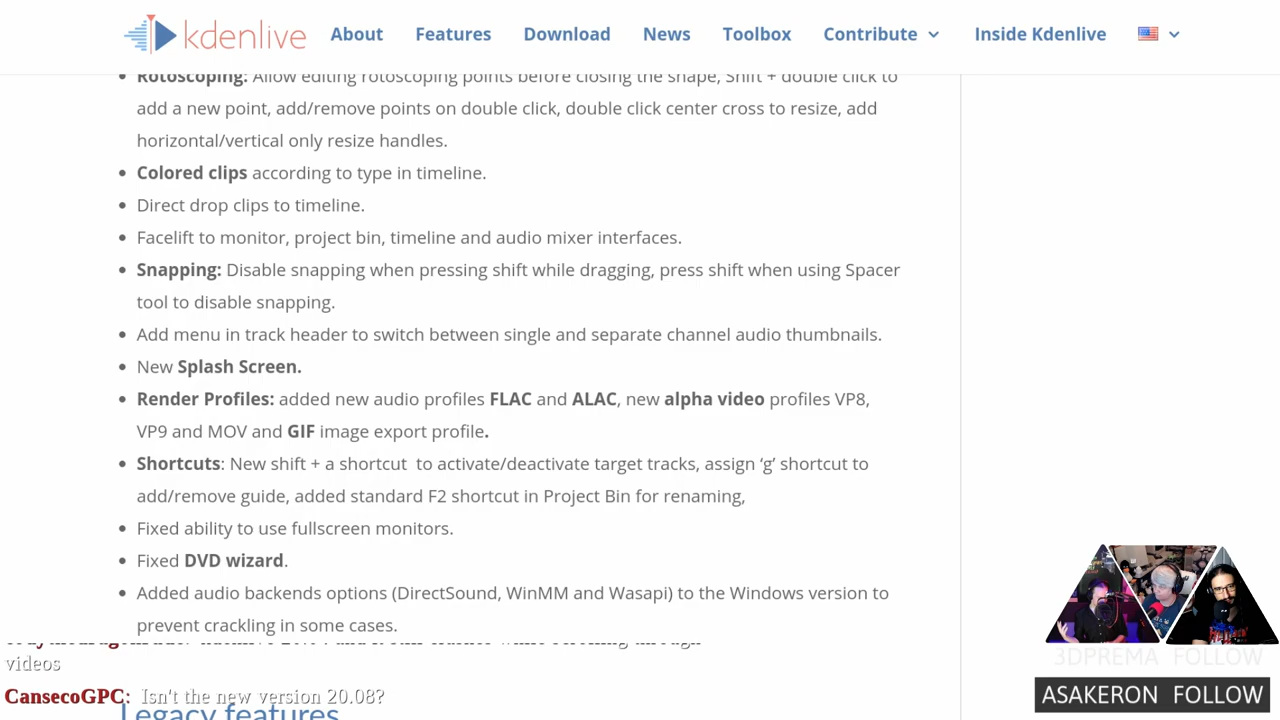 kdenlive About Features Download News Toolbox Contribute Inside Kdenlive
Rotoscoping: Allow editing rotoscoping points before closing the shape, Shift + double click to
add a new point, add/remove points on double click, double click center cross to resize, add
horizontal/vertical only resize handles.
Colored clips according to type in timeline.
Direct drop clips to timeline.
Facelift to monitor, project bin, timeline and audio mixer interfaces.
Snapping: Disable snapping when pressing shift while dragging, press shift when using Spacer
tool to disable snapping.
Add menu in track header to switch between single and separate channel audio thumbnails.
New Splash Screen.
Render Profiles: added new audio profiles FLAC and ALAC, new alpha video profiles VP8,
VP9 and MOV and GIF image export profile.
Shortcuts: New shift + a shortcut to activate/deactivate target tracks, assign ‘g’ shortcut to
add/remove guide, added standard F2 shortcut in Project Bin for renaming,
Fixed ability to use fullscreen monitors.
Fixed DVD wizard.
Added audio backends options (DirectSound, WinMM and Wasapi) to the Windows version to
prevent crackling in some cases.
videos
CansecoGPC: Isn't the new version 20.08?
Legacy features
3DPREMA FOLLOW
ASAKERON FOLLOW